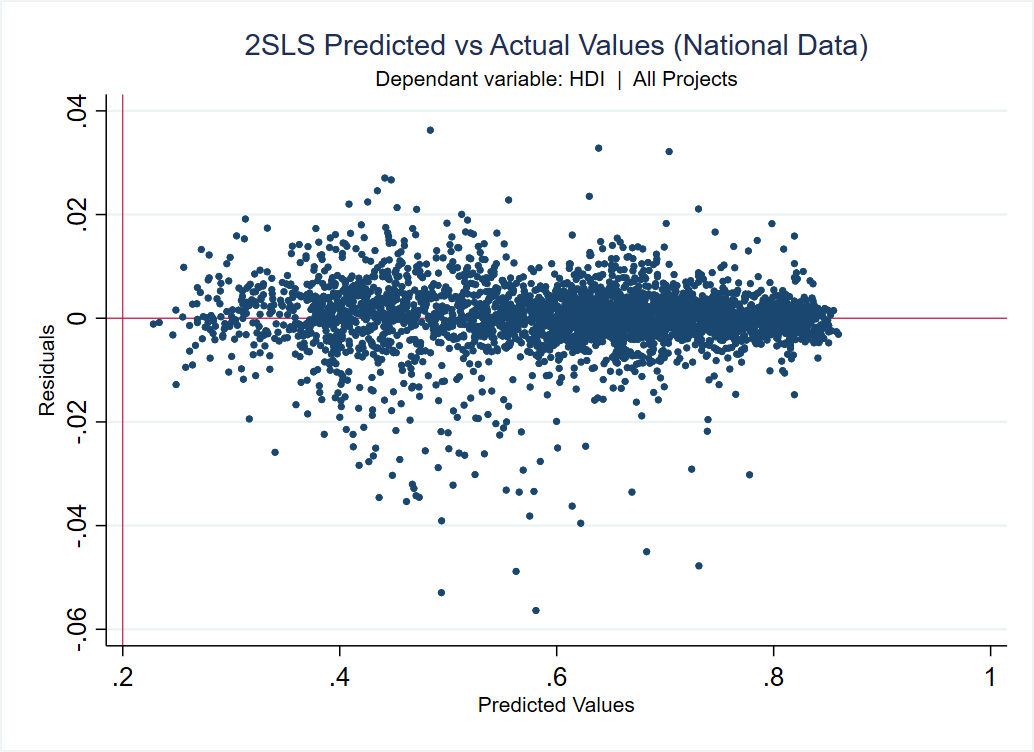 2SLS Predicted vs Actual Values (National Data)
Dependant variable: HDI | All Projects
.04
.02
0
-.02
-.04
-.06
Residuals
.2 .4 .6 .8 1
Predicted Values